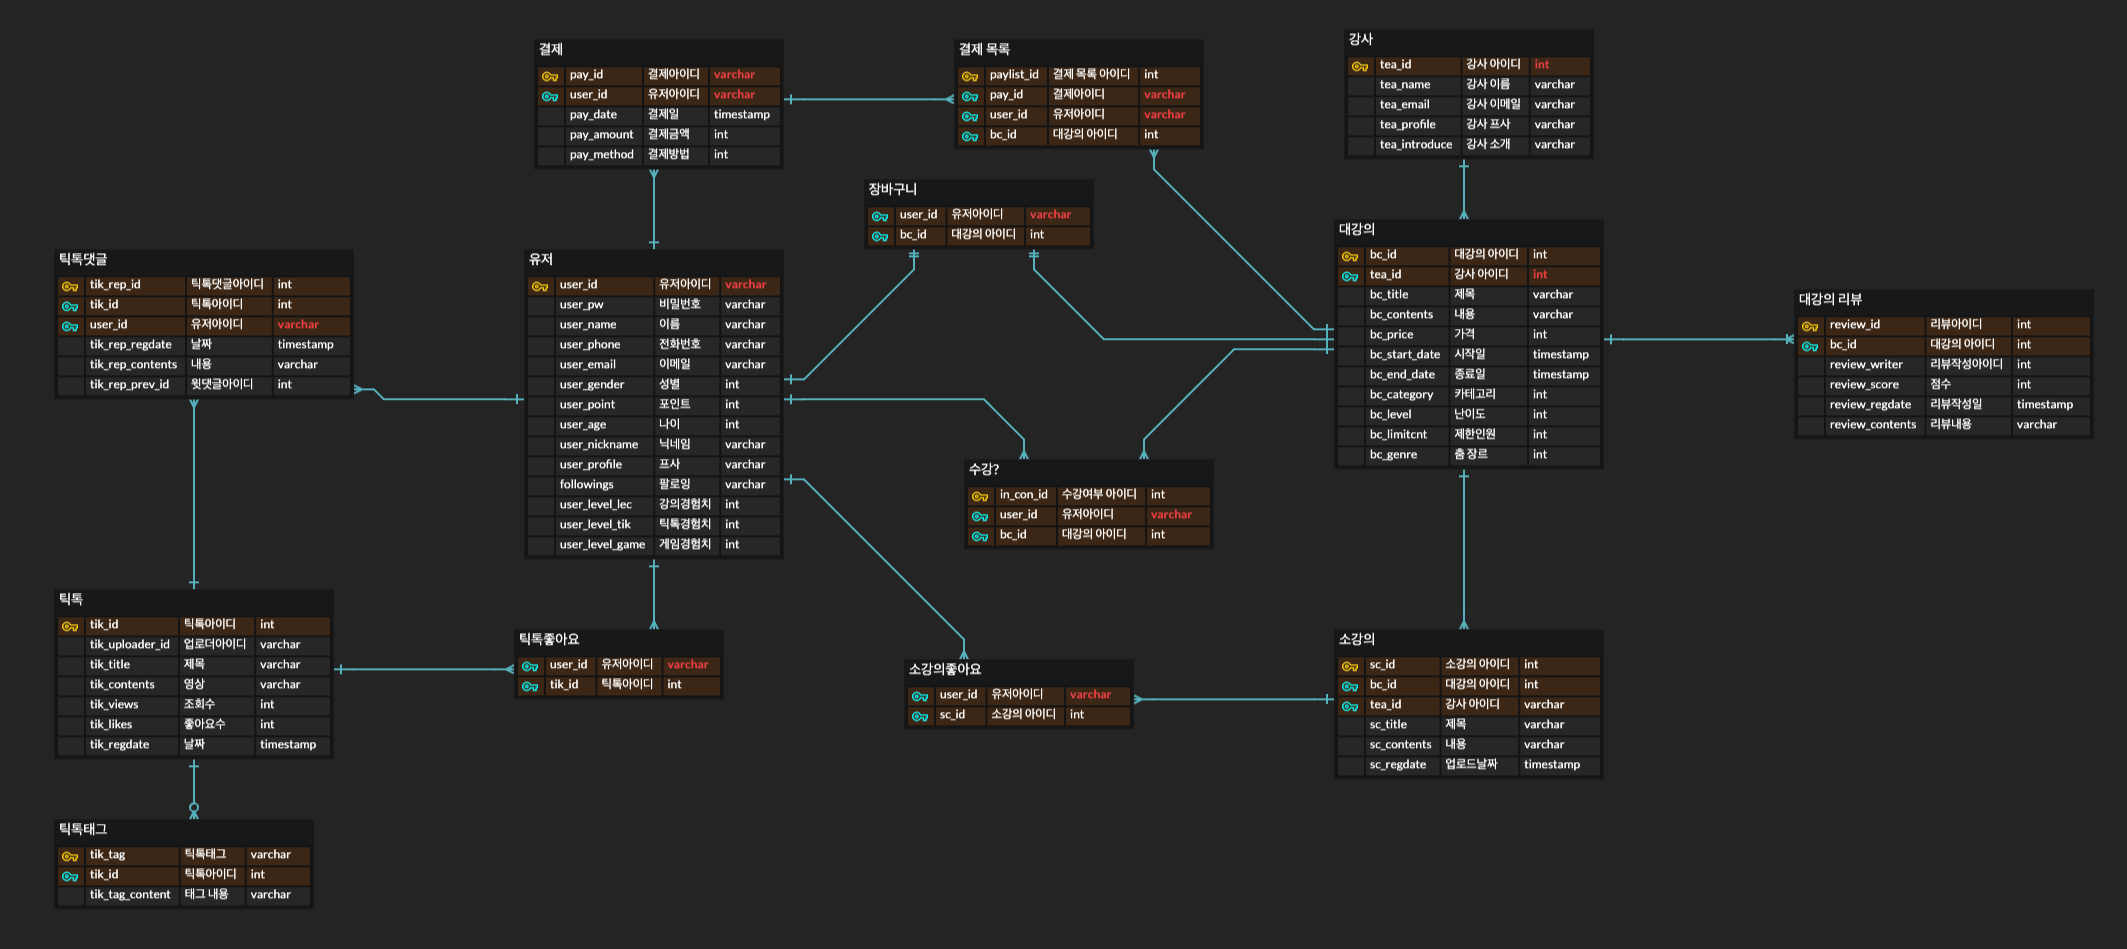 결제
pay_id 결제아이디 varchar
user_id 유저아이디 varchar
pay_date 결제일 timestamp
pay_amount 결제금액 int
pay_method 결제방법 int
결제 목록
paylist_id 결제 목록 아이디 int
pay_id 결제아이디 varchar
user_id 유저아이디 varchar
bc_id 대강의 아이디 int
강사
tea_id 강사 아이디 int
tea_name 강사 이름 varchar
tea_email 강사 이메일 varchar
tea_profile 강사 프사 varchar
tea_introduce 강사 소개 varchar
장바구니
user_id 유저아이디 varchar
bc_id 대강의 아이디 int
틱톡댓글
tik_rep_id 틱톡댓글아이디 int
tik_id 틱톡아이디 int
user_id 유저아이디 varchar
tik_rep_regdate 날짜 timestamp
tik_rep_contents 내용 varchar
tik_rep_prev_id 윗댓글아이디 int
유저
user_id 유저아이디 varchar
user_pw 비밀번호 varchar
user_name 이름 varchar
user_phone 전화번호 varchar
user_email 이메일 varchar
user_gender 성별 int
user_point 포인트 int
user_age 나이 int
user_nickname 닉네임 varchar
user_profile 프사 varchar
followings 팔로잉 varchar
user_level_lec 강의경험치 int
user_level_tik 틱톡경험치 int
user_level_game 게임경험치 int
대강의
bc_id 대강의 아이디 int
tea_id 강사 아이디 int
bc_title 제목 varchar
bc_contents 내용 varchar
bc_price 가격 int
bc_start_date 시작일 timestamp
bc_end_date 종료일 timestamp
bc_category 카테고리 int
bc_level 난이도 int
bc_limitcnt 제한인원 int
bc_genre 춤 장르 int
대강의 리뷰
review_id 리뷰아이디 int
bc_id 대강의 아이디 int
review_writer 리뷰작성아이디 int
review_score 점수 int
review_regdate 리뷰작성일 timestamp
review_contents 리뷰내용 varchar
수강?
in_con_id 수강여부 아이디 int
user_id 유저아이디 varchar
bc_id 대강의 아이디 int
틱톡
tik_id 틱톡아이디 int
tik_uploader_id 업로더아이디 varchar
tik_title 제목 varchar
tik_contents 영상 varchar
tik_views 조회수 int
tik_likes 좋아요수 int
tik_regdate 날짜 timestamp
틱톡좋아요
user_id 유저아이디 varchar
tik_id 틱톡아이디 int
소강의좋아요
user_id 유저아이디 varchar
sc_id 소강의 아이디 int
소강의
sc_id 소강의 아이디 int
bc_id 대강의 아이디 int
tea_id 강사 아이디 varchar
sc_title 제목 varchar
sc_contents 내용 varchar
sc_regdate 업로드날짜 timestamp
틱톡태그
tik_tag 틱톡태그 varchar
tik_id 틱톡아이디 int
tik_tag_content 태그 내용 varchar